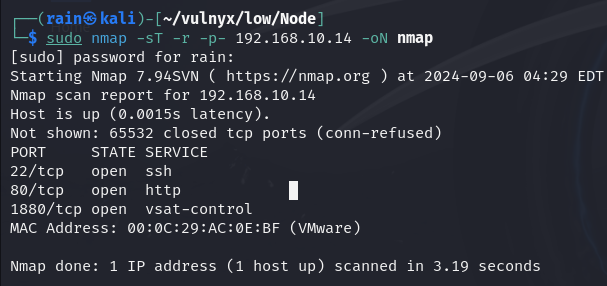 ┌──(rain㉿kali)-[~/vulnyx/low/Node]
└─$ sudo nmap -sT -r -p- 192.168.10.14 -oN nmap
[sudo] password for rain:
Starting Nmap 7.94SVN ( https://nmap.org ) at 2024-09-06 04:29 EDT
Nmap scan report for 192.168.10.14
Host is up (0.0015s latency).
Not shown: 65532 closed tcp ports (conn-refused)
PORT     STATE SERVICE
22/tcp   open  ssh
80/tcp   open  http
1880/tcp open  vsat-control
MAC Address: 00:0C:29:AC:0E:BF (VMware)

Nmap done: 1 IP address (1 host up) scanned in 3.19 seconds